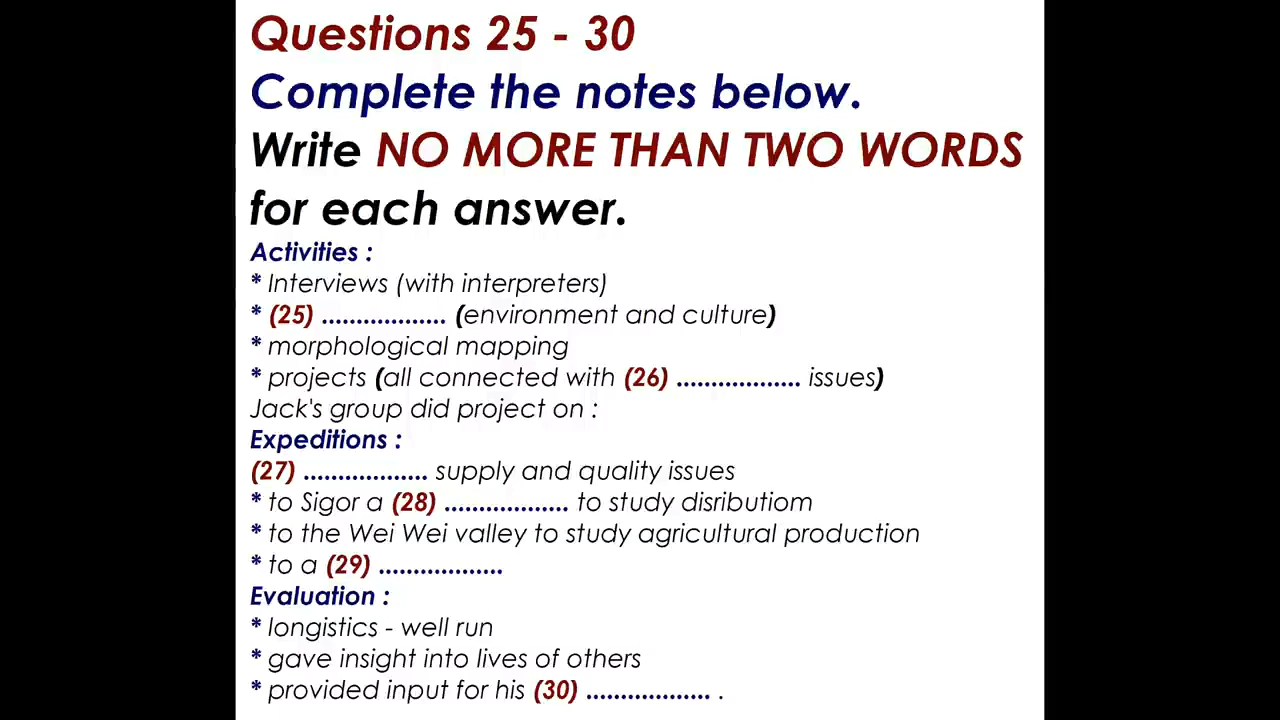 Questions 25 - 30
Complete the notes below.
Write NO MORE THAN TWO WORDS
for each answer.
Activities :
* Interviews (with interpreters)
* (25) .................. (environment and culture)
* morphological mapping
* projects (all connected with (26) .................. issues)
Jack's group did project on :
Expeditions :
(27) .................. supply and quality issues
* to Sigor a (28) .................. to study disributiom
* to the Wei Wei valley to study agricultural production
* to a (29) ..................
Evaluation :
* longistics - well run
* gave insight into lives of others
* provided input for his (30) .................. .